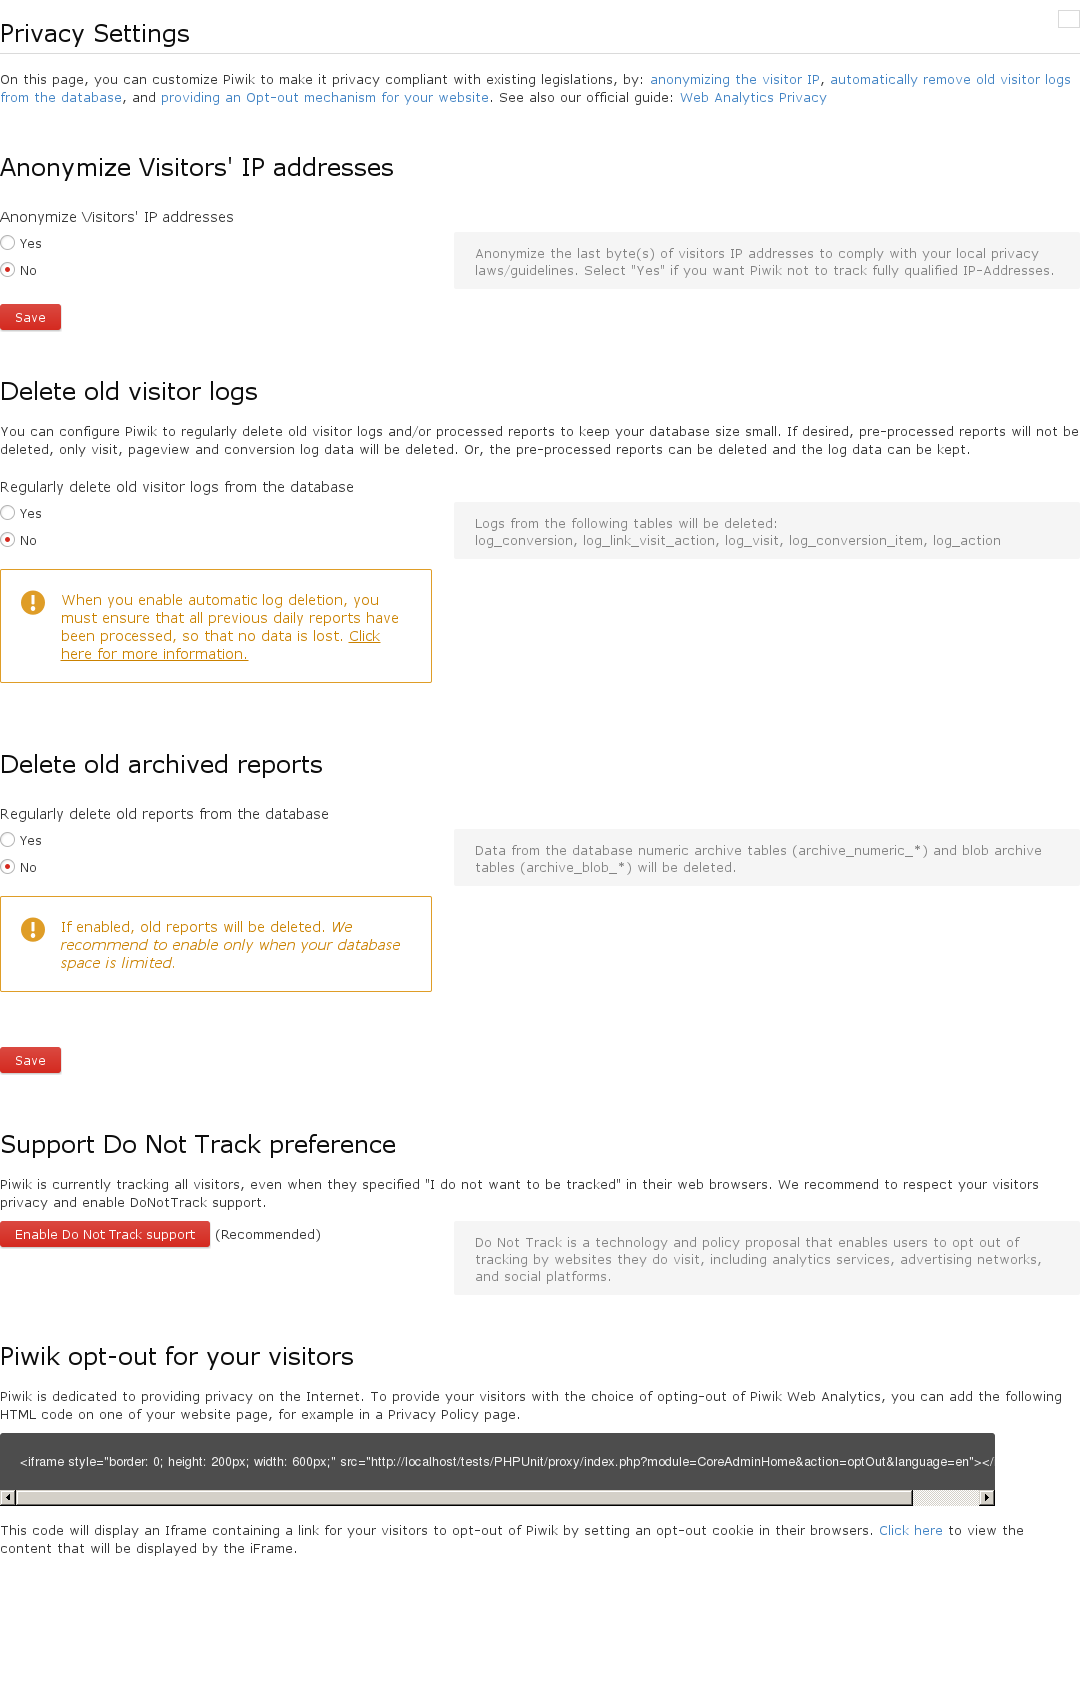 Privacy Settings
On this page, you can customize Piwik to make it privacy compliant with existing legislations, by: anonymizing the visitor IP, automatically remove old visitor logs
from the database, and providing an Opt-out mechanism for your website. See also our official guide: Web Analytics Privacy
Anonymize Visitors' IP addresses
Anonymize Visitors' IP addresses
Yes
No
Anonymize the last byte(s) of visitors IP addresses to comply with your local privacy
laws/guidelines. Select "Yes" if you want Piwik not to track fully qualified IP-Addresses.
Save
Delete old visitor logs
You can configure Piwik to regularly delete old visitor logs and/or processed reports to keep your database size small. If desired, pre-processed reports will not be
deleted, only visit, pageview and conversion log data will be deleted. Or, the pre-processed reports can be deleted and the log data can be kept.
Regularly delete old visitor logs from the database
Yes
No
Logs from the following tables will be deleted:
log_conversion, log_link_visit_action, log_visit, log_conversion_item, log_action
When you enable automatic log deletion, you
must ensure that all previous daily reports have
been processed, so that no data is lost. Click
here for more information.
Delete old archived reports
Regularly delete old reports from the database
Yes
No
Data from the database numeric archive tables (archive_numeric_*) and blob archive
tables (archive_blob_*) will be deleted.
If enabled, old reports will be deleted. We
recommend to enable only when your database
space is limited.
Save
Support Do Not Track preference
Piwik is currently tracking all visitors, even when they specified "I do not want to be tracked" in their web browsers. We recommend to respect your visitors
privacy and enable DoNotTrack support.
Enable Do Not Track support (Recommended)
Do Not Track is a technology and policy proposal that enables users to opt out of
tracking by websites they do visit, including analytics services, advertising networks,
and social platforms.
Piwik opt-out for your visitors
Piwik is dedicated to providing privacy on the Internet. To provide your visitors with the choice of opting-out of Piwik Web Analytics, you can add the following
HTML code on one of your website page, for example in a Privacy Policy page.
<iframe style="border: 0; height: 200px; width: 600px;" src="http://localhost/tests/PHPUnit/proxy/index.php?module=CoreAdminHome&action=optOut&language=en"></
This code will display an Iframe containing a link for your visitors to opt-out of Piwik by setting an opt-out cookie in their browsers. Click here to view the
content that will be displayed by the iFrame.